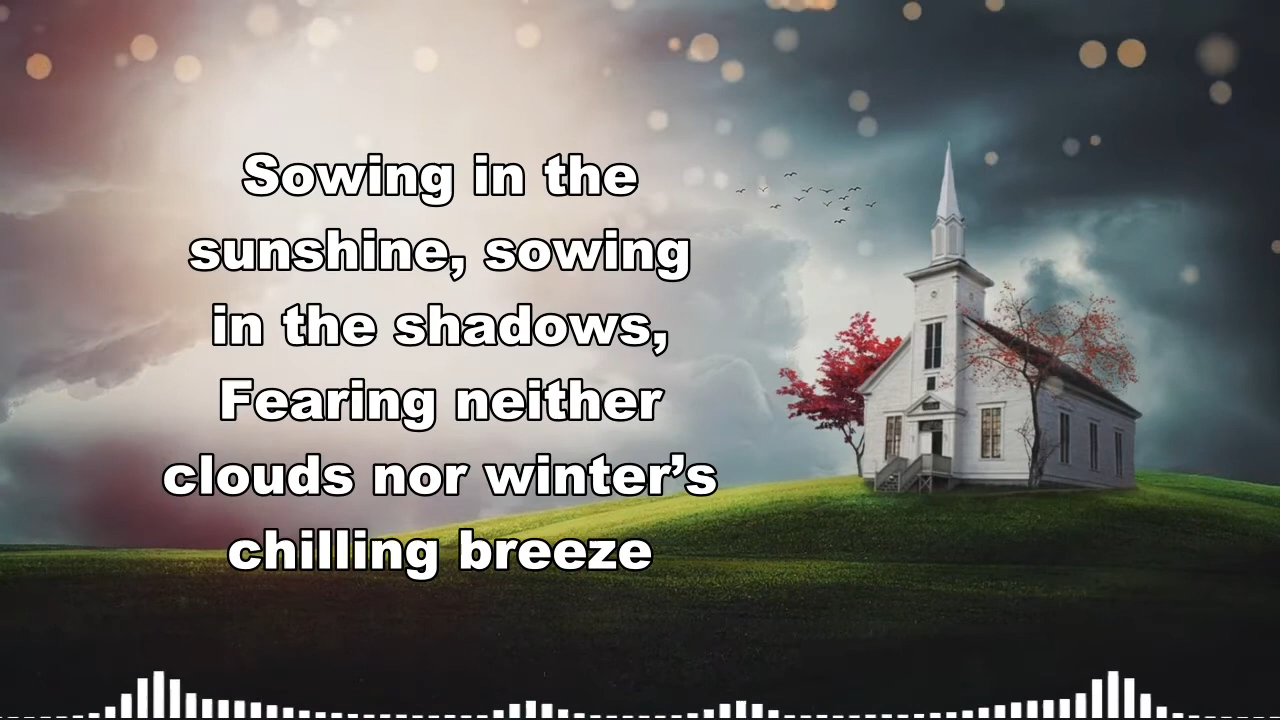 Sowing in the
sunshine, sowing
in the shadows,
Fearing neither
clouds nor winter’s
chilling breeze